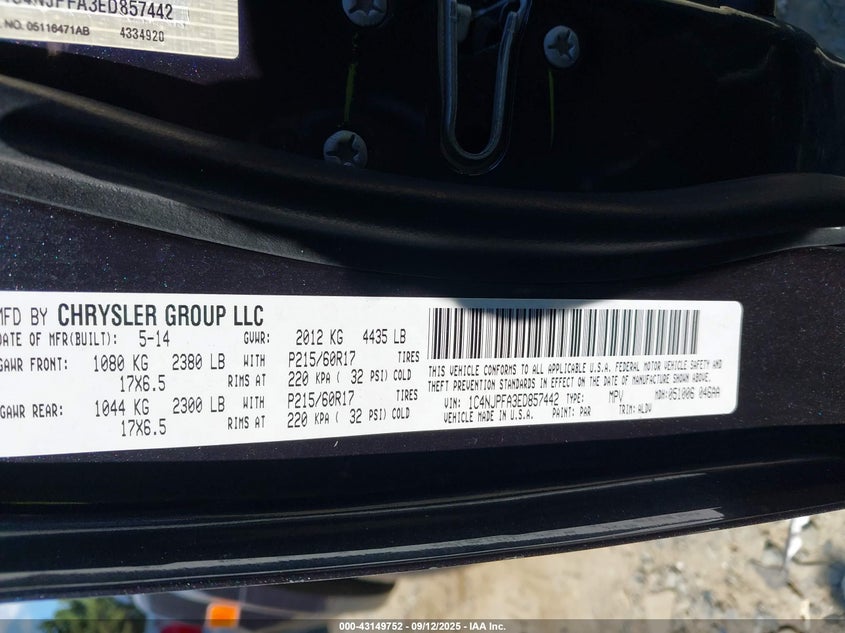 FA3ED857442
NO. 05116471AB 4334920
MFD BY CHRYSLER GROUP LLC
DATE OF MFR(BUILT): 5-14 GVWR: 2012 KG 4435 LB
GAWR FRONT: 1080 KG 2380 LB WITH P215/60R17 TIRES
17X6.5 RIMS AT 220 KPA ( 32 PSI) COLD
GAWR REAR: 1044 KG 2300 LB WITH P215/60R17 TIRES
17X6.5 RIMS AT 220 KPA ( 32 PSI) COLD
THIS VEHICLE CONFORMS TO ALL APPLICABLE U.S.A. FEDERAL MOTOR VEHICLE SAFETY AND
THEFT PREVENTION STANDARDS IN EFFECT ON THE DATE OF MANUFACTURE SHOWN ABOVE.
VIN: 1C4NJPFA3ED857442 TYPE: MPV MDH: 051006 046AA
VEHICLE MADE IN U.S.A. PAINT: PAR TRIM: ALDV
000-43149752 - 09/12/2025 - IAA Inc.